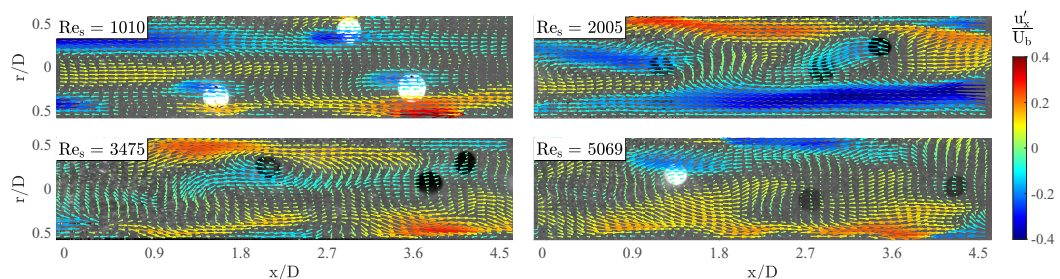 Re_s = 1010
Re_s = 2005
u'_x
U_b
r/D
0.5
0
0.5
0.4
0.2
0
-0.2
-0.4
Re_s = 3475
Re_s = 5069
r/D
0.5
0
0.5
0 0.9 1.8 2.7 3.6 4.5
0 0.9 1.8 2.7 3.6 4.5
x/D
x/D